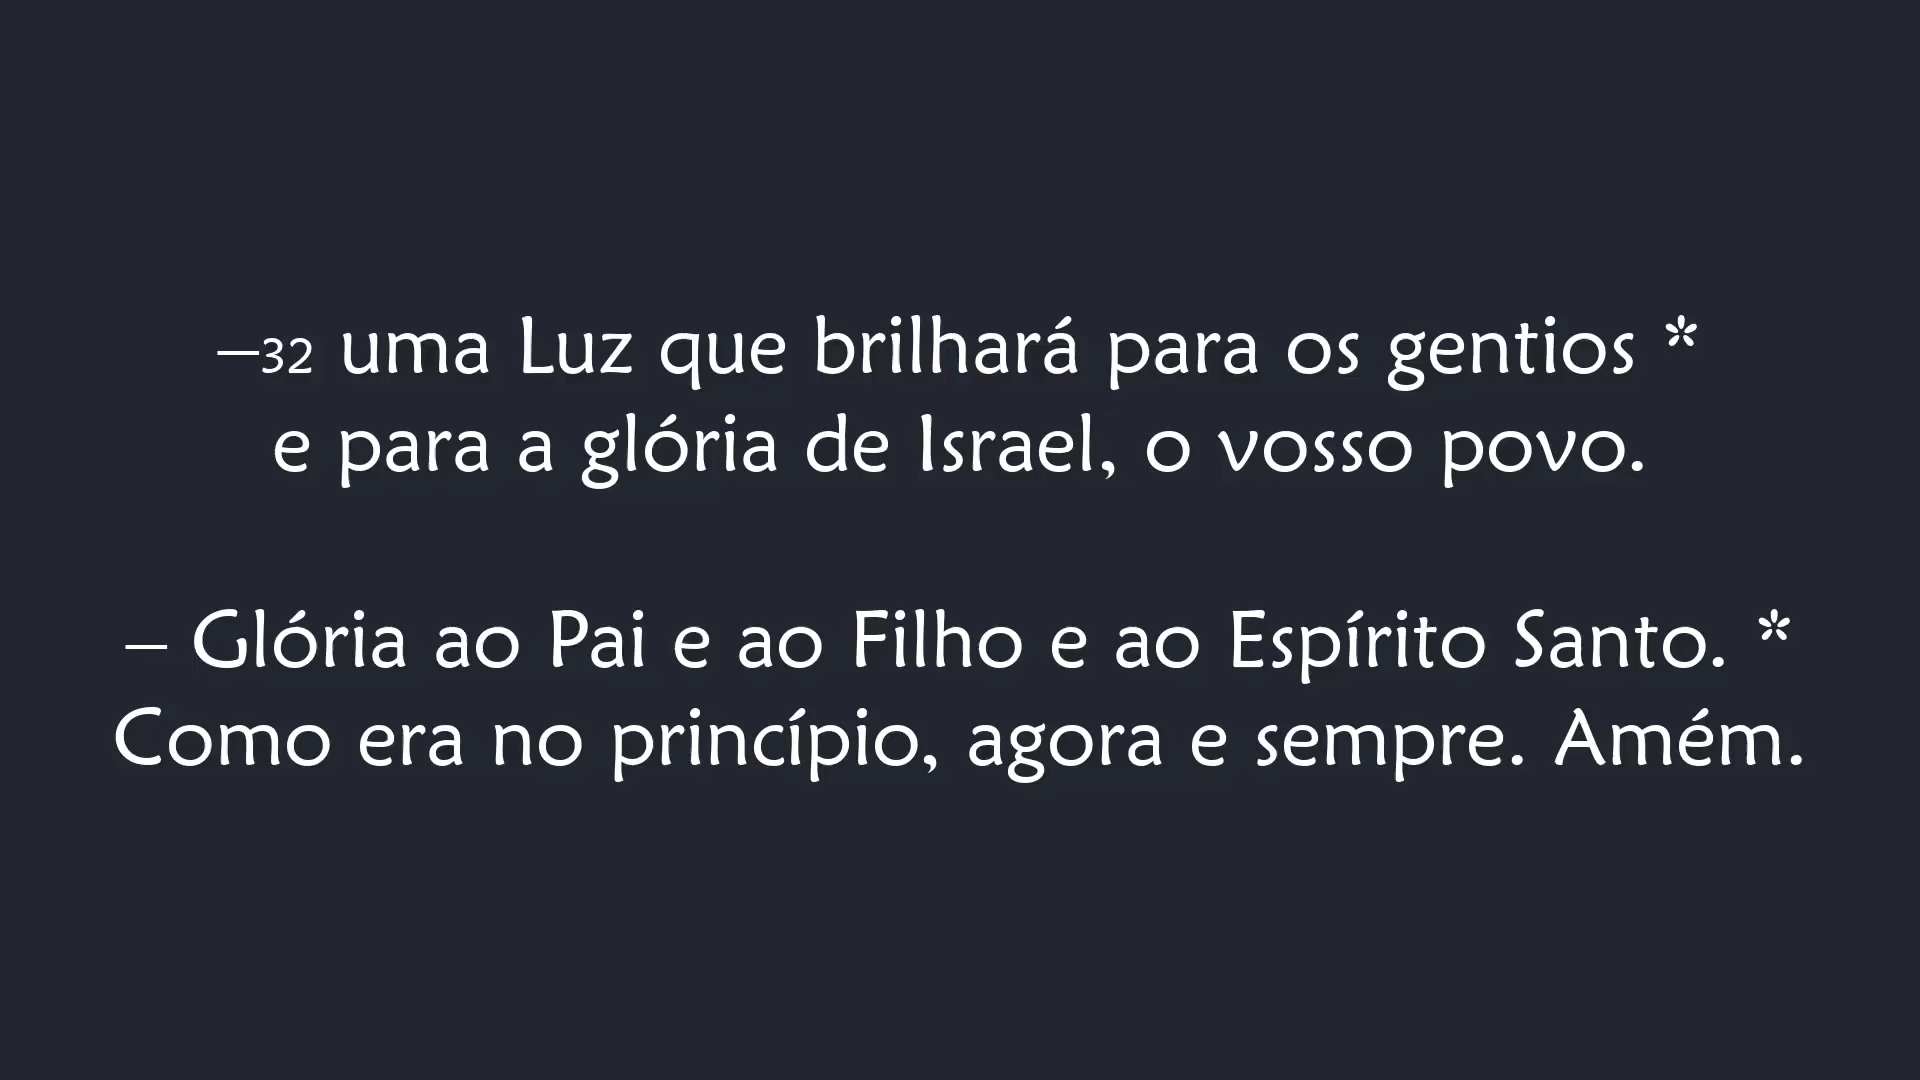 –32 uma Luz que brilhará para os gentios *
e para a glória de Israel, o vosso povo.
– Glória ao Pai e ao Filho e ao Espírito Santo. *
Como era no princípio, agora e sempre. Amém.